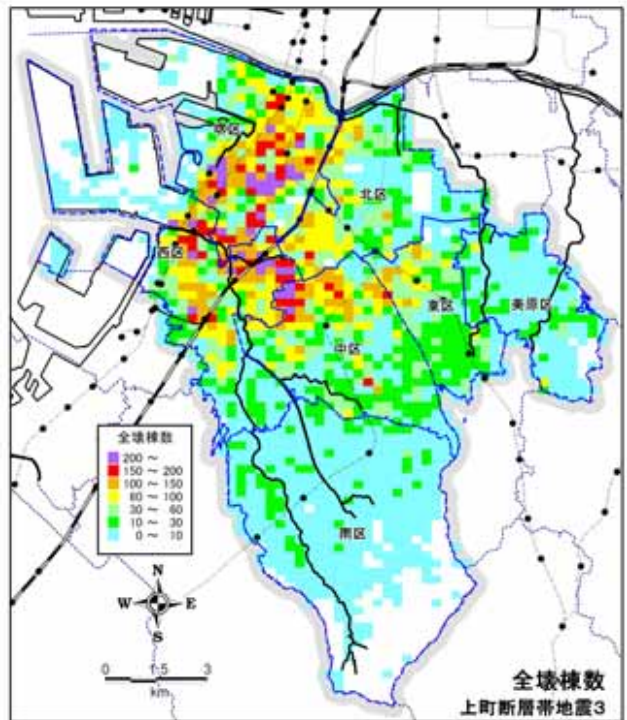 堺区
北区
西区
東区
美原区
中区
南区
全壊棟数
200 ～
150 ～ 200
100 ～ 150
60 ～ 100
30 ～ 60
10 ～ 30
0 ～ 10
N
W E
S
0 1.5 3
km
全壊棟数
上町断層帯地震3